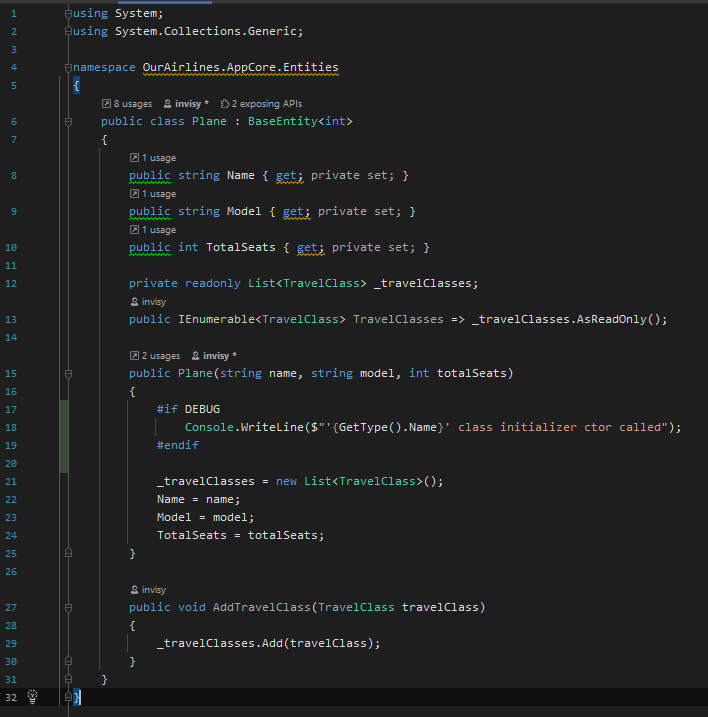 1 using System;
2 using System.Collections.Generic;
3
4 namespace OurAirlines.AppCore.Entities
5 {
8 usages invisy * 2 exposing APIs
6 public class Plane : BaseEntity<int>
7 {
1 usage
8 public string Name { get; private set; }
1 usage
9 public string Model { get; private set; }
1 usage
10 public int TotalSeats { get; private set; }
11
12 private readonly List<TravelClass> _travelClasses;
invisy
13 public IEnumerable<TravelClass> TravelClasses => _travelClasses.AsReadOnly();
14
2 usages invisy *
15 public Plane(string name, string model, int totalSeats)
16 {
17 #if DEBUG
18 Console.WriteLine($"'{GetType().Name}' class initializer ctor called");
19 #endif
20
21 _travelClasses = new List<TravelClass>();
22 Name = name;
23 Model = model;
24 TotalSeats = totalSeats;
25 }
26
invisy
27 public void AddTravelClass(TravelClass travelClass)
28 {
29 _travelClasses.Add(travelClass);
30 }
31 }
32 }